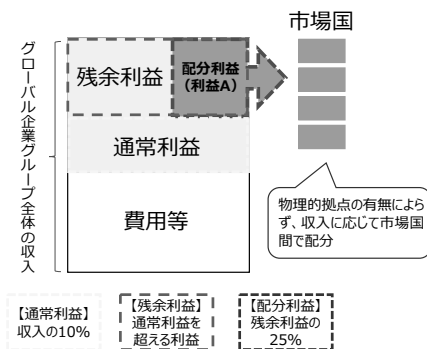 市場国
グローバル企業グループ全体の収入
残余利益
配分利益
（利益A）
通常利益
費用等
物理的拠点の有無によら
ず、収入に応じて市場国
間で配分
【通常利益】
収入の10%
【残余利益】
通常利益を
超える利益
【配分利益】
残余利益の
25%